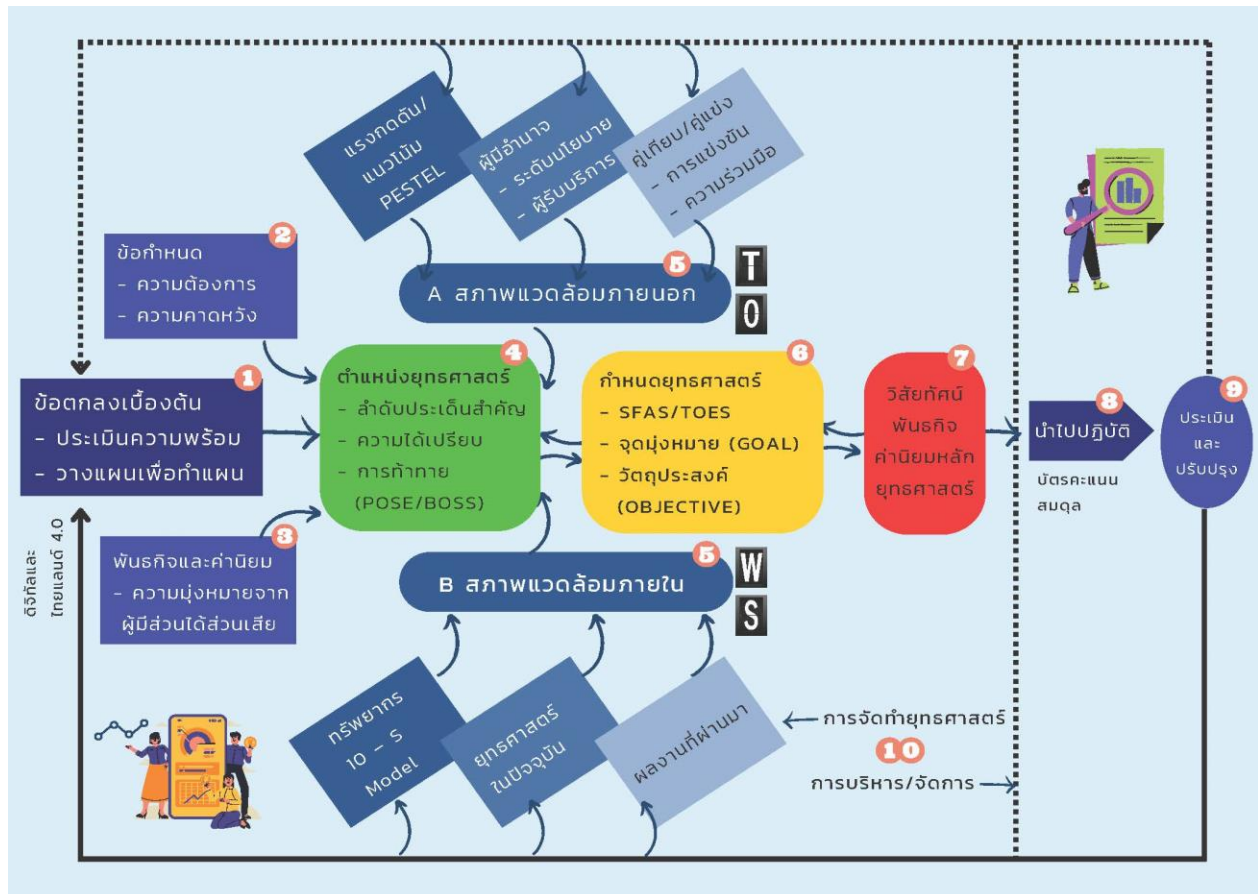 แรงกดดัน/
แนวโน้ม
PESTEL
ผู้มีอำนาจ
- ระดับนโยบาย
- ผู้รับบริการ
คู่เทียบ/คู่แข่ง
- การแข่งขัน
- ความร่วมมือ
2
ข้อกำหนด
- ความต้องการ
- ความคาดหวัง
5
A สภาพแวดล้อมภายนอก
T
O
1
ข้อตกลงเบื้องต้น
- ประเมินความพร้อม
- วางแผนเพื่อทำแผน
4
ตำแหน่งยุทธศาสตร์
- ลำดับประเด็นสำคัญ
- ความได้เปรียบ
- การท้าทาย
(POSE/BOSS)
6
กำหนดยุทธศาสตร์
- SFAS/TOES
- จุดมุ่งหมาย (GOAL)
- วัตถุประสงค์
(OBJECTIVE)
7
วิสัยทัศน์
พันธกิจ
ค่านิยมหลัก
ยุทธศาสตร์
8
นำไปปฏิบัติ
บัตรคะแนน
สมดุล
9
ประเมิน
และ
ปรับปรุง
3
พันธกิจและค่านิยม
- ความมุ่งหมายจาก
ผู้มีส่วนได้ส่วนเสีย
ดิจิทัลและ
ไทยแลนด์ 4.0
5
B สภาพแวดล้อมภายใน
W
S
ทรัพยากร
10 - S
Model
ยุทธศาสตร์
ในปัจจุบัน
ผลงานที่ผ่านมา
การจัดทำยุทธศาสตร์
10
การบริหาร/จัดการ